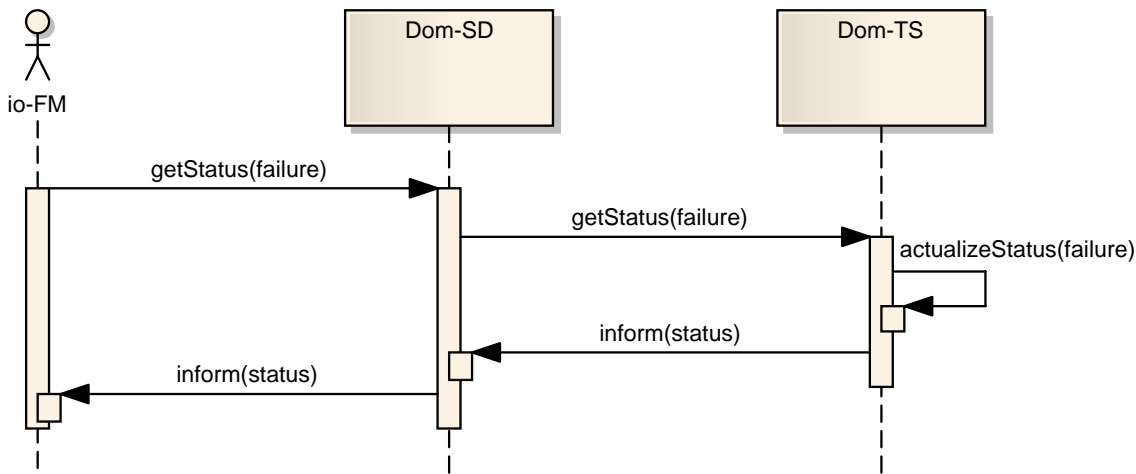 Dom-SD
Dom-TS
io-FM
getStatus(failure)
getStatus(failure)
actualizeStatus(failure)
inform(status)
inform(status)